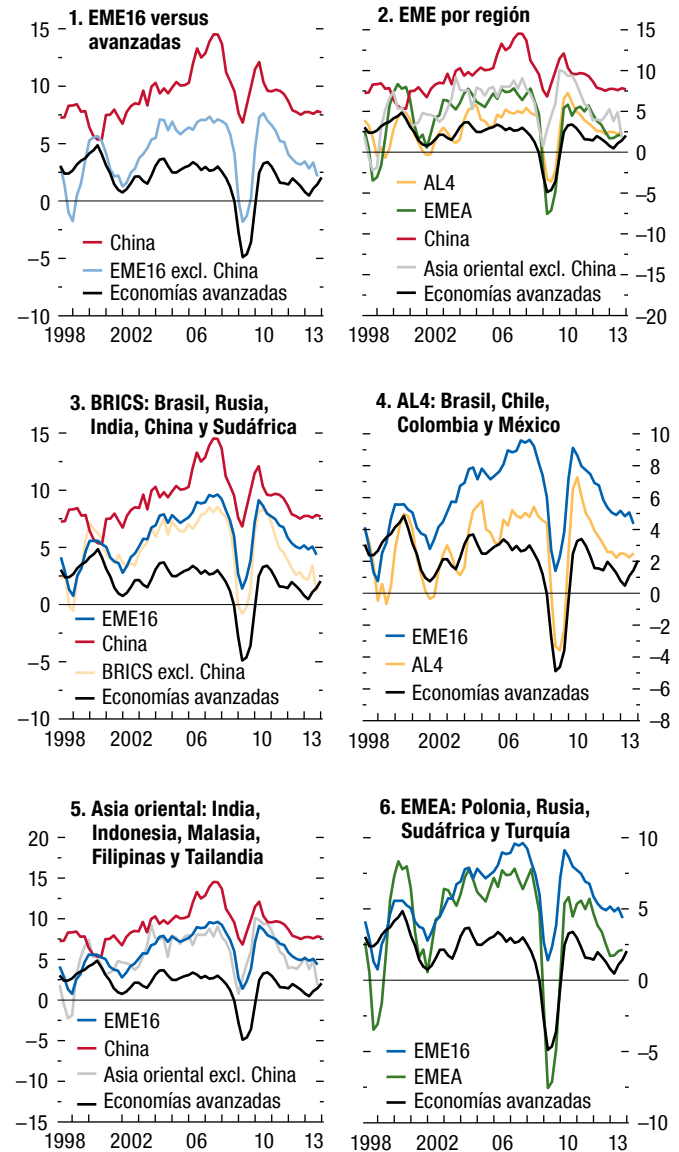 1. EME16 versus
avanzadas
15
10
5
0
–5
–10
China
EME16 excl. China
Economías avanzadas
1998 2002 06 10 13
2. EME por región
15
10
5
0
–5
–10
–15
–20
AL4
EMEA
China
Asia oriental excl. China
Economías avanzadas
1998 2002 06 10 13
3. BRICS: Brasil, Rusia,
India, China y Sudáfrica
15
10
5
0
–5
–10
EME16
China
BRICS excl. China
Economías avanzadas
1998 2002 06 10 13
4. AL4: Brasil, Chile,
Colombia y México
10
8
6
4
2
0
–2
–4
–6
–8
EME16
AL4
Economías avanzadas
1998 2002 06 10 13
5. Asia oriental: India,
Indonesia, Malasia,
Filipinas y Tailandia
20
15
10
5
0
–5
–10
–15
EME16
China
Asia oriental excl. China
Economías avanzadas
1998 2002 06 10 13
6. EMEA: Polonia, Rusia,
Sudáfrica y Turquía
10
5
0
–5
–10
EME16
EMEA
Economías avanzadas
1998 2002 06 10 13